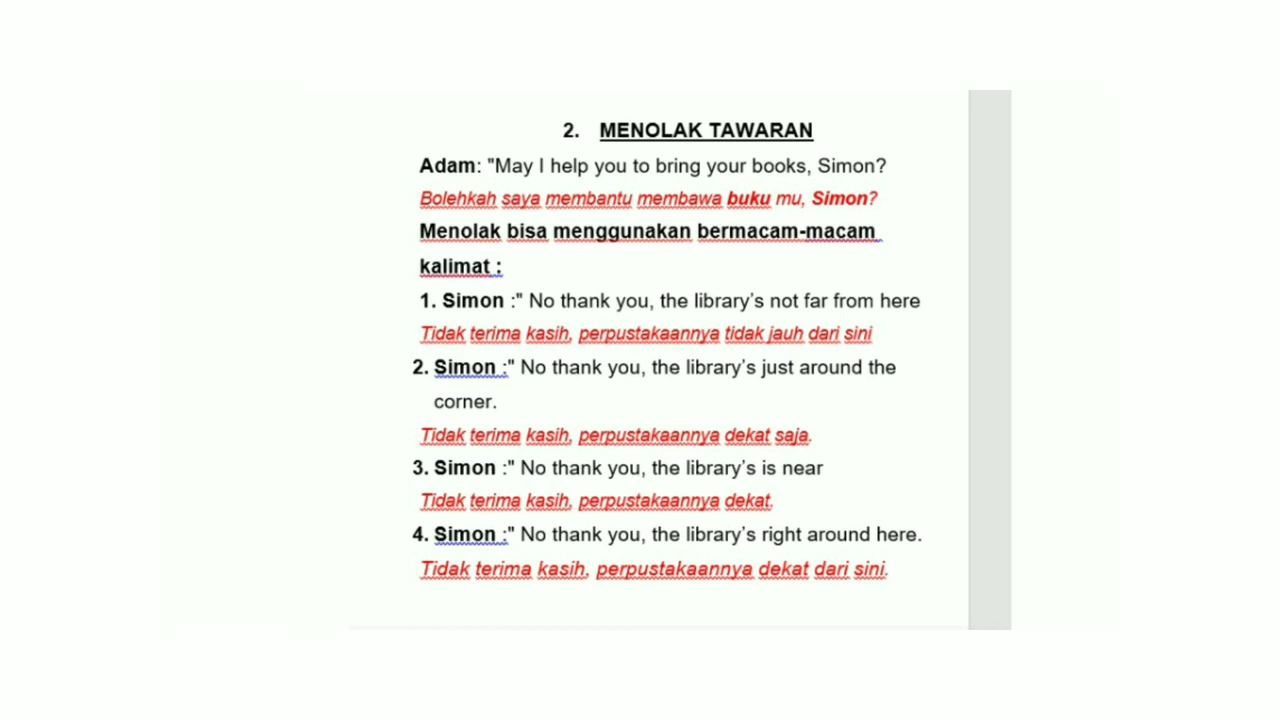 2. MENOLAK TAWARAN
Adam: "May I help you to bring your books, Simon?
Bolehkah saya membantu membawa buku mu, Simon?
Menolak bisa menggunakan bermacam-macam
kalimat :
1. Simon :" No thank you, the library's not far from here
Tidak terima kasih, perpustakaannya tidak jauh dari sini
2. Simon :" No thank you, the library's just around the
corner.
Tidak terima kasih, perpustakaannya dekat saja.
3. Simon :" No thank you, the library's is near
Tidak terima kasih, perpustakaannya dekat.
4. Simon :" No thank you, the library's right around here.
Tidak terima kasih, perpustakaannya dekat dari sini.